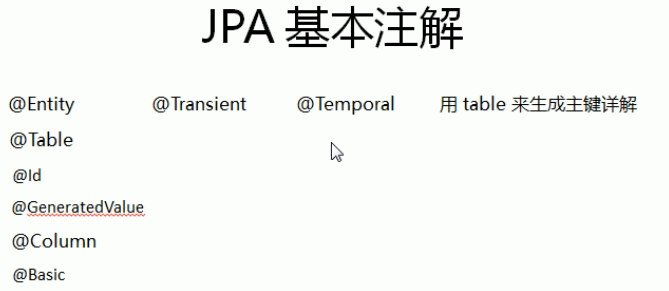 JPA 基本注解
@Entity @Transient @Temporal 用 table 来生成主键详解
@Table
@Id
@GeneratedValue
@Column
@Basic